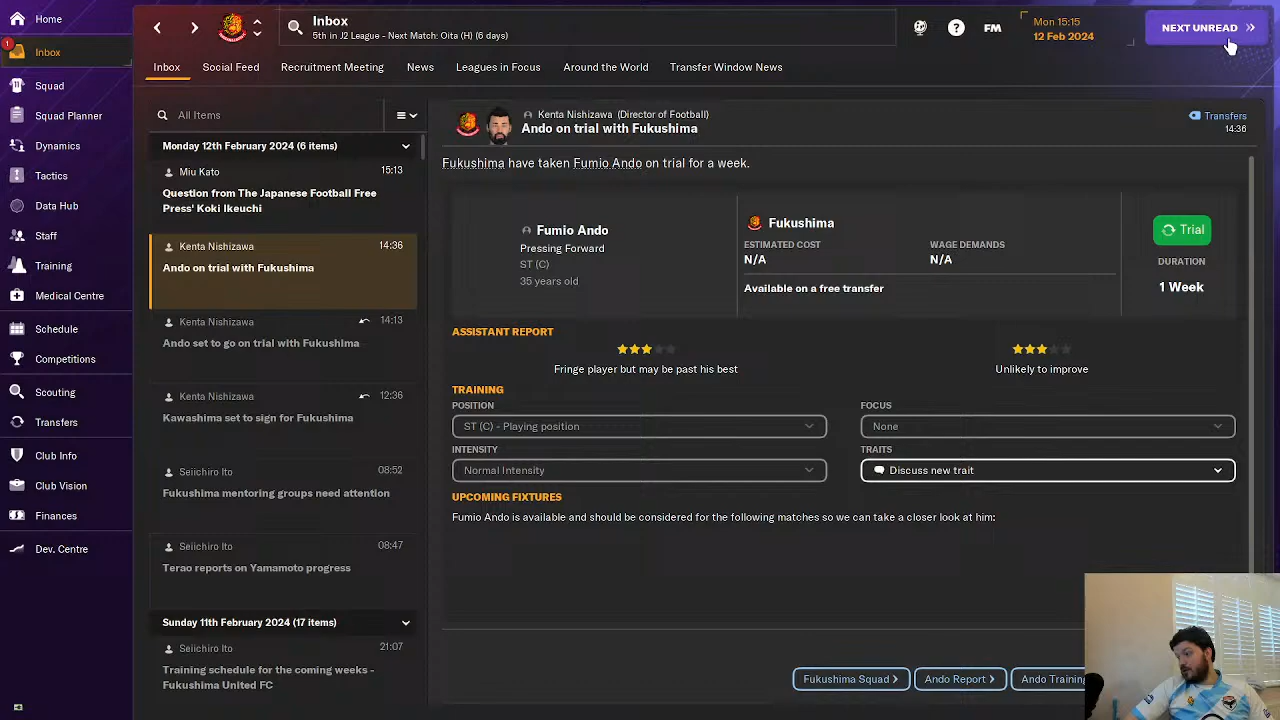 Home
Inbox
5th in J2 League - Next Match: Oita (H) (6 days)
FM
Mon 15:15
12 Feb 2024
NEXT UNREAD
1
Inbox
Inbox
Social Feed
Recruitment Meeting
News
Leagues in Focus
Around the World
Transfer Window News
Squad
Squad Planner
Dynamics
Tactics
Data Hub
Staff
Training
Medical Centre
Schedule
Competitions
Scouting
Transfers
Club Info
Club Vision
Finances
Dev. Centre
All Items
Monday 12th February 2024 (6 items)
Miu Kato 15:13
Question from The Japanese Football Free
Press' Koki Ikeuchi
Kenta Nishizawa 14:36
Ando on trial with Fukushima
Kenta Nishizawa 14:13
Ando set to go on trial with Fukushima
Kenta Nishizawa 12:36
Kawashima set to sign for Fukushima
Seiichiro Ito 08:52
Fukushima mentoring groups need attention
Seiichiro Ito 08:47
Terao reports on Yamamoto progress
Sunday 11th February 2024 (17 items)
Seiichiro Ito 21:07
Training schedule for the coming weeks -
Fukushima United FC
Kenta Nishizawa (Director of Football)
Ando on trial with Fukushima
Transfers
14:36
Fukushima have taken Fumio Ando on trial for a week.
Fumio Ando
Pressing Forward
ST (C)
35 years old
Fukushima
ESTIMATED COST WAGE DEMANDS
N/A N/A
Available on a free transfer
Trial
DURATION
1 Week
ASSISTANT REPORT
Fringe player but may be past his best
Unlikely to improve
TRAINING
POSITION FOCUS
ST (C) - Playing position None
INTENSITY TRAITS
Normal Intensity Discuss new trait
UPCOMING FIXTURES
Fumio Ando is available and should be considered for the following matches so we can take a closer look at him:
Fukushima Squad Ando Report Ando Training